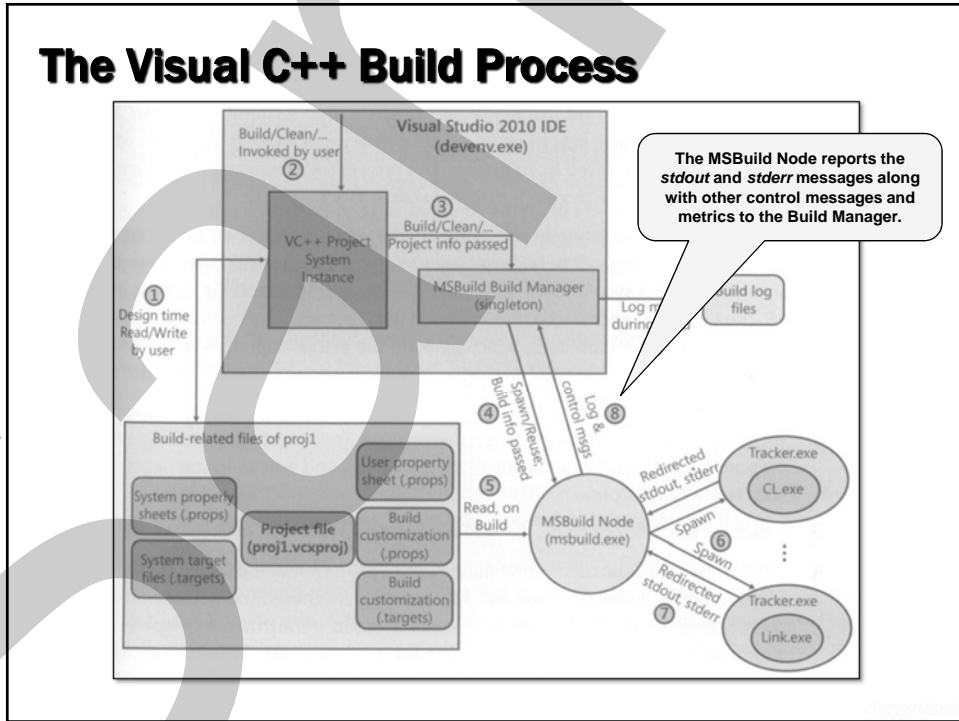 The Visual C++ Build Process
Visual Studio 2010 IDE
(devenv.exe)
Build/Clean/...
Invoked by user
②
The MSBuild Node reports the
stdout and stderr messages along
with other control messages and
metrics to the Build Manager.
③
Build/Clean/...
Project info passed
VC++ Project
System
Instance
MSBuild Build Manager
(singleton)
Log
during
Build log
files
①
Design time
Read/Write
by user
④
Spawn/Reuse;
Build info passed
Log &
control msgs
⑧
Build-related files of proj1
System property
sheets (.props)
System target
files (.targets)
Project file
(proj1.vcxproj)
User property
sheet (.props)
Build
customization
(.props)
Build
customization
(.targets)
⑤
Read, on
Build
MSBuild Node
(msbuild.exe)
Redirected
stdout, stderr
Spawn
⑥
Spawn
Redirected
stdout, stderr
⑦
Tracker.exe
CL.exe
Tracker.exe
Link.exe